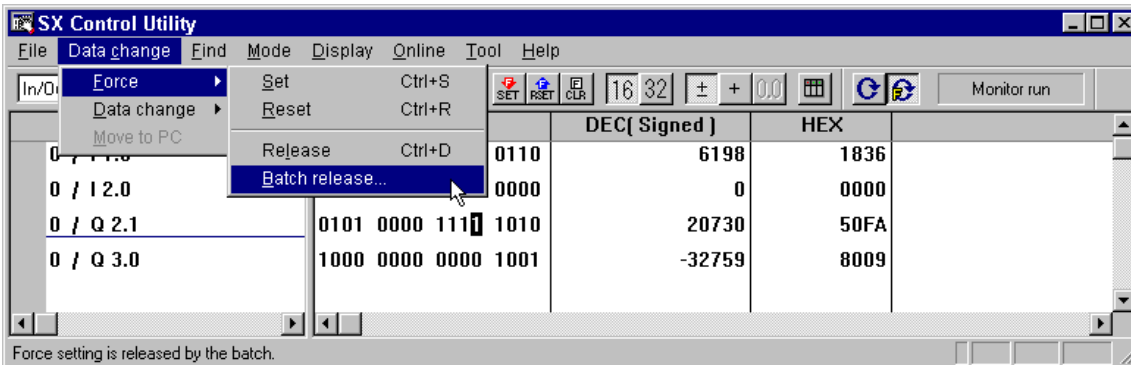 SX Control Utility
File Data change Find Mode Display Online Tool Help
Force Set Ctrl+S SET RSET CLR 16 32 ± + 0.0 Monitor run
Data change Reset Ctrl+R
Move to PC DEC( Signed ) HEX
Release Ctrl+D 0110 6198 1836
Batch release...
0 / I 2.0 0000 0 0000
0 / Q 2.1 0101 0000 1111 1010 20730 50FA
0 / Q 3.0 1000 0000 0000 1001 -32759 8009
Force setting is released by the batch.